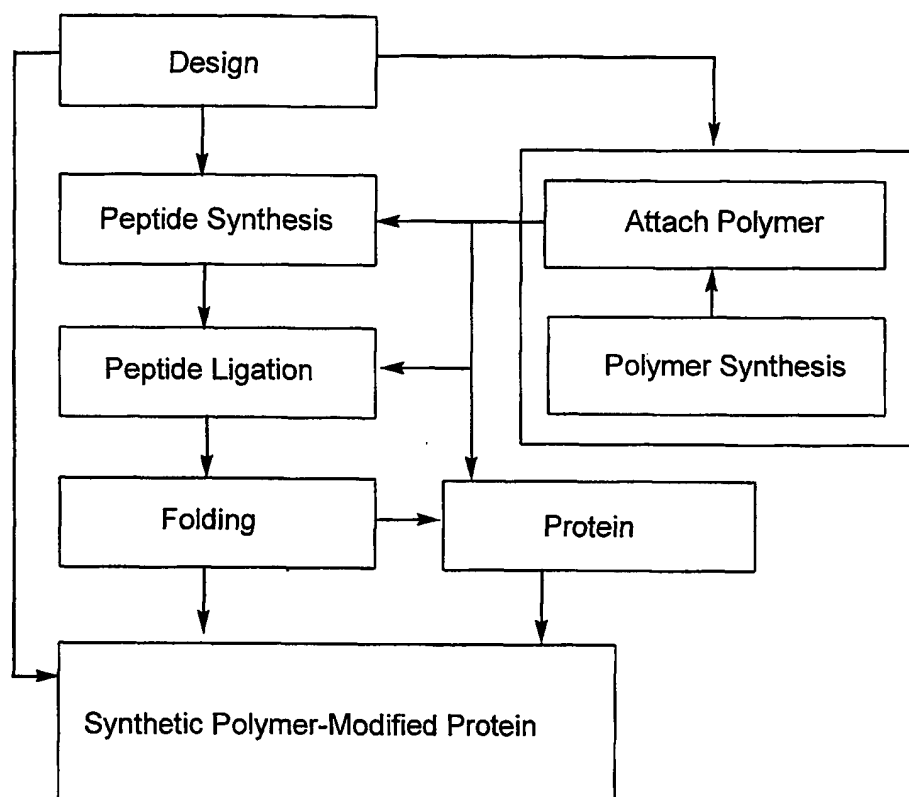 Design
Peptide Synthesis
Attach Polymer
Peptide Ligation
Polymer Synthesis
Folding
Protein
Synthetic Polymer-Modified Protein